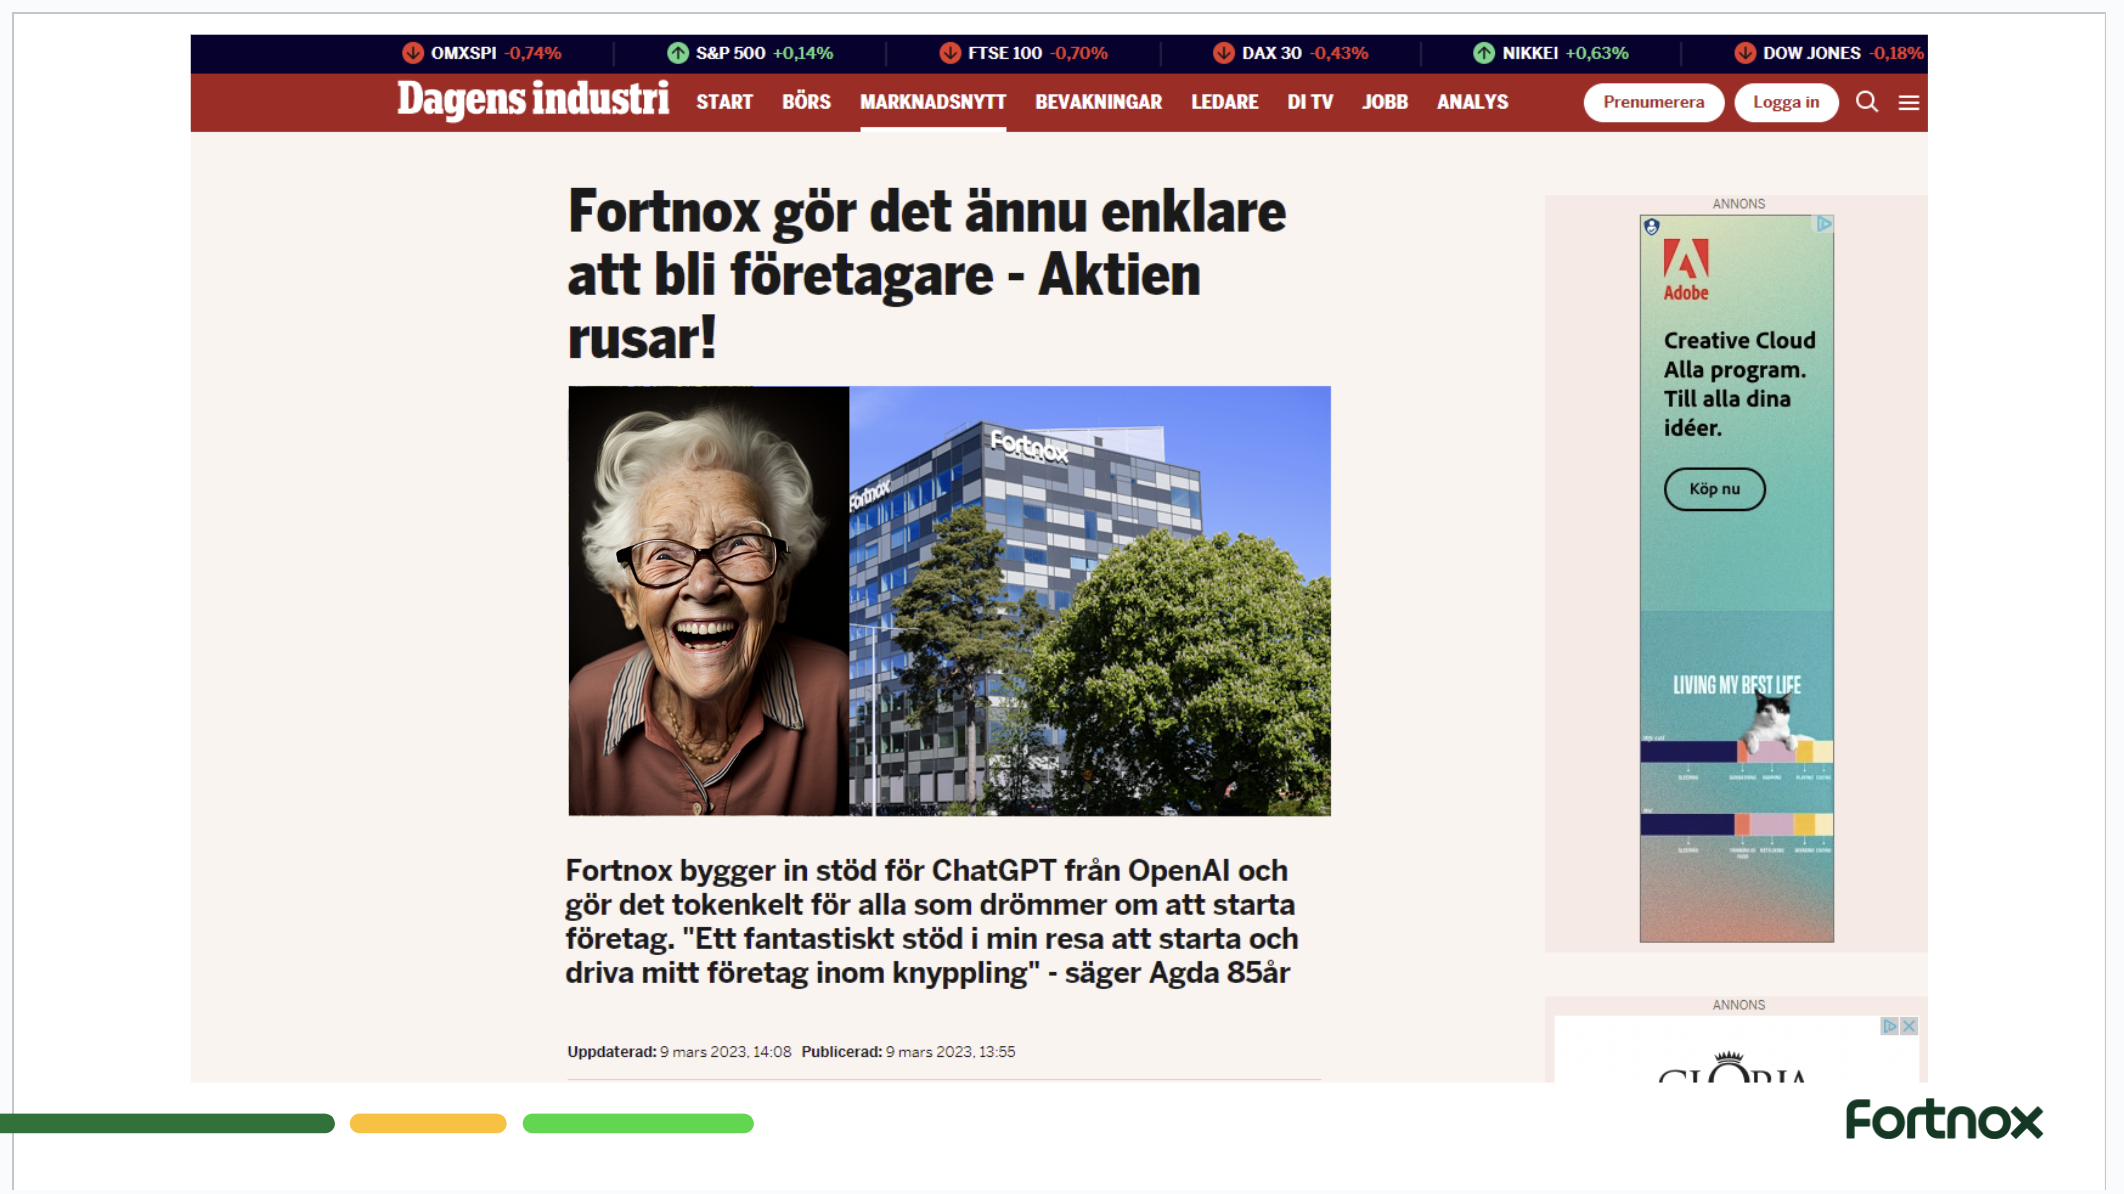 OMXSPI -0,74%
S&P 500 +0,14%
FTSE 100 -0,70%
DAX 30 -0,43%
NIKKEI +0,63%
DOW JONES -0,18%
Dagens industri
START
BÖRS
MARKNADSNYTT
BEVAKNINGAR
LEDARE
DI TV
JOBB
ANALYS
Prenumerera
Logga in
Fortnox gör det ännu enklare
att bli företagare - Aktien
rusar!
Fortnox
Fortnox
Fortnox bygger in stöd för ChatGPT från OpenAI och
gör det tokenkelt för alla som drömmer om att starta
företag. "Ett fantastiskt stöd i min resa att starta och
driva mitt företag inom knyppling" - säger Agda 85år
Uppdaterad: 9 mars 2023, 14:08 Publicerad: 9 mars 2023, 13:55
ANNONS
Adobe
Creative Cloud
Alla program.
Till alla dina
idéer.
Köp nu
LIVING MY BEST LIFE
ANNONS
Fortnox